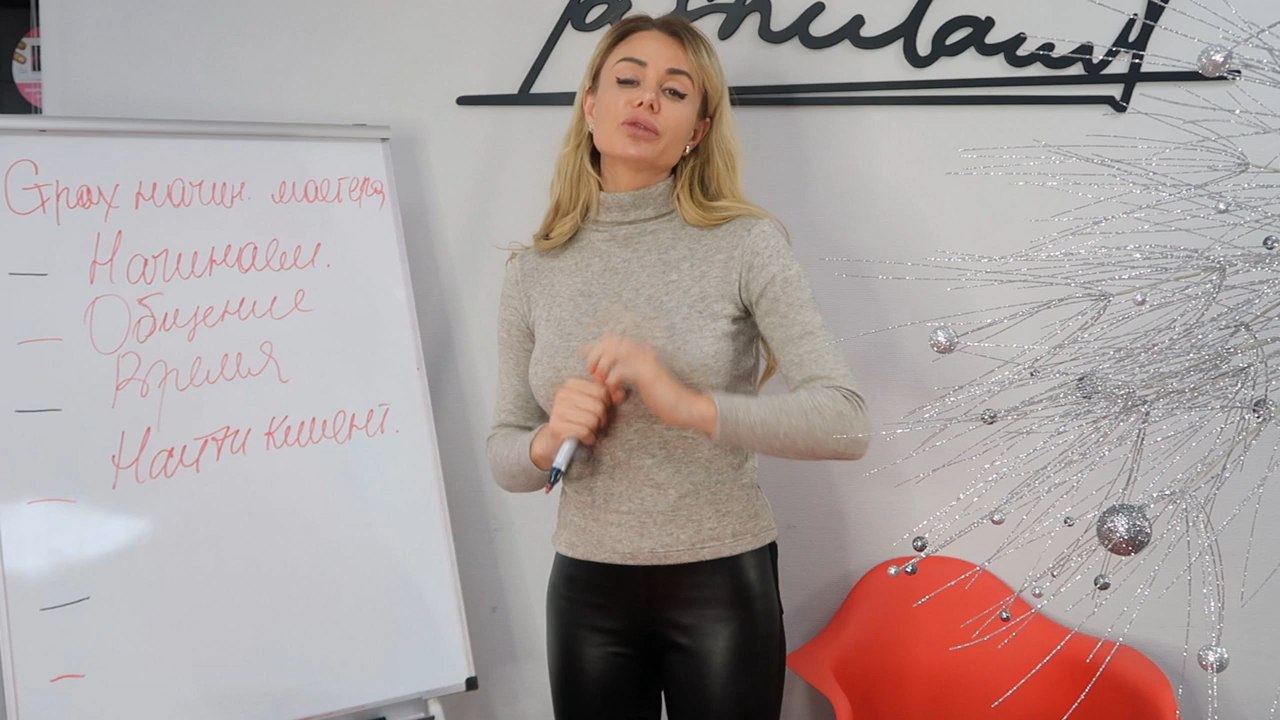 Страх начин. мастера
Начинаем.
Общение
Время
Найти клиент.